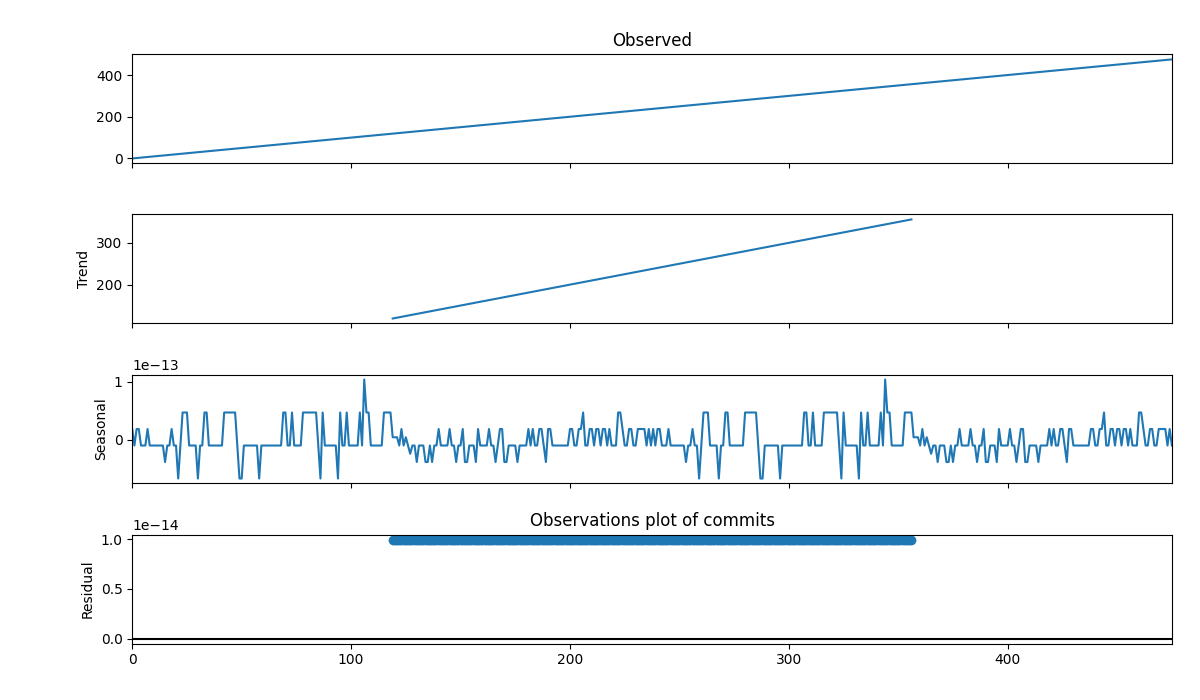 Observed
400
200
0
Trend
300
200
1e−13
Seasonal
1
0
Observations plot of commits
1e−14
Residual
1.0
0.5
0.0
0 100 200 300 400